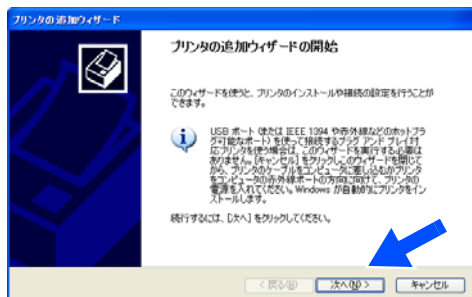 プリンタの追加ウィザード
プリンタの追加ウィザードの開始
このウィザードを使うと、プリンタのインストールや接続の設定を行うことが
できます。
USB ポート (または IEEE 1394 や赤外線などのホットプラ
グ可能なポート) を使って接続するプラグ アンド プレイ対
応プリンタを使う場合は、このウィザードを実行する必要は
ありません。[キャンセル] をクリックしこのウィザードを閉じて
から、プリンタのケーブルをコンピュータに差し込むかプリンタ
をコンピュータの赤外線ポートの方向に向けて、プリンタの
電源を入れてください。Windows が自動的にプリンタをイン
ストールします。
続行するには、[次へ] をクリックしてください。
< 戻る(B)
次へ(N) >
キャンセル